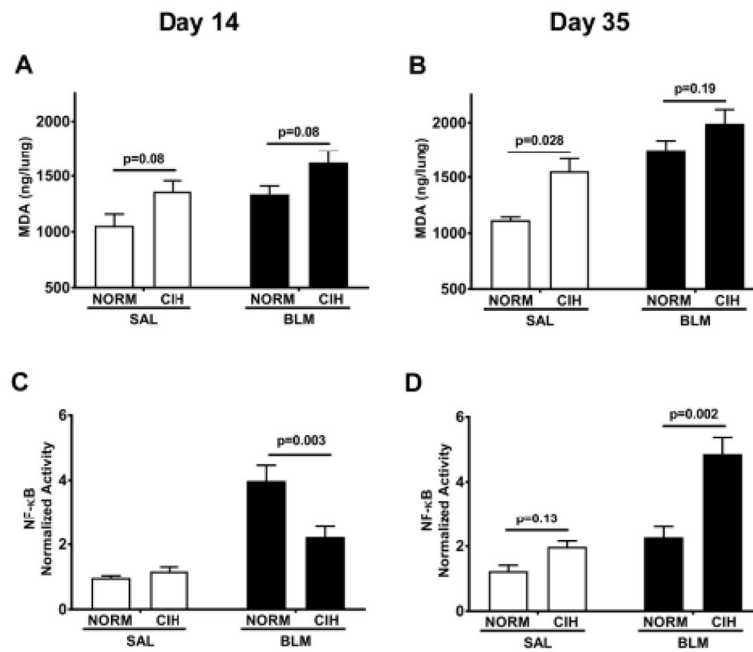 Day 14
Day 35
A
MDA (ng/lung)
2000
1500
1000
500
p=0.08
p=0.08
NORM CIH NORM CIH
SAL BLM
B
MDA (ng/lung)
2000
1500
1000
500
p=0.028
p=0.19
NORM CIH NORM CIH
SAL BLM
C
NF-κB
Normalized Activity
6
4
2
0
p=0.003
NORM CIH NORM CIH
SAL BLM
D
NF-κB
Normalized Activity
6
4
2
0
p=0.13
p=0.002
NORM CIH NORM CIH
SAL BLM